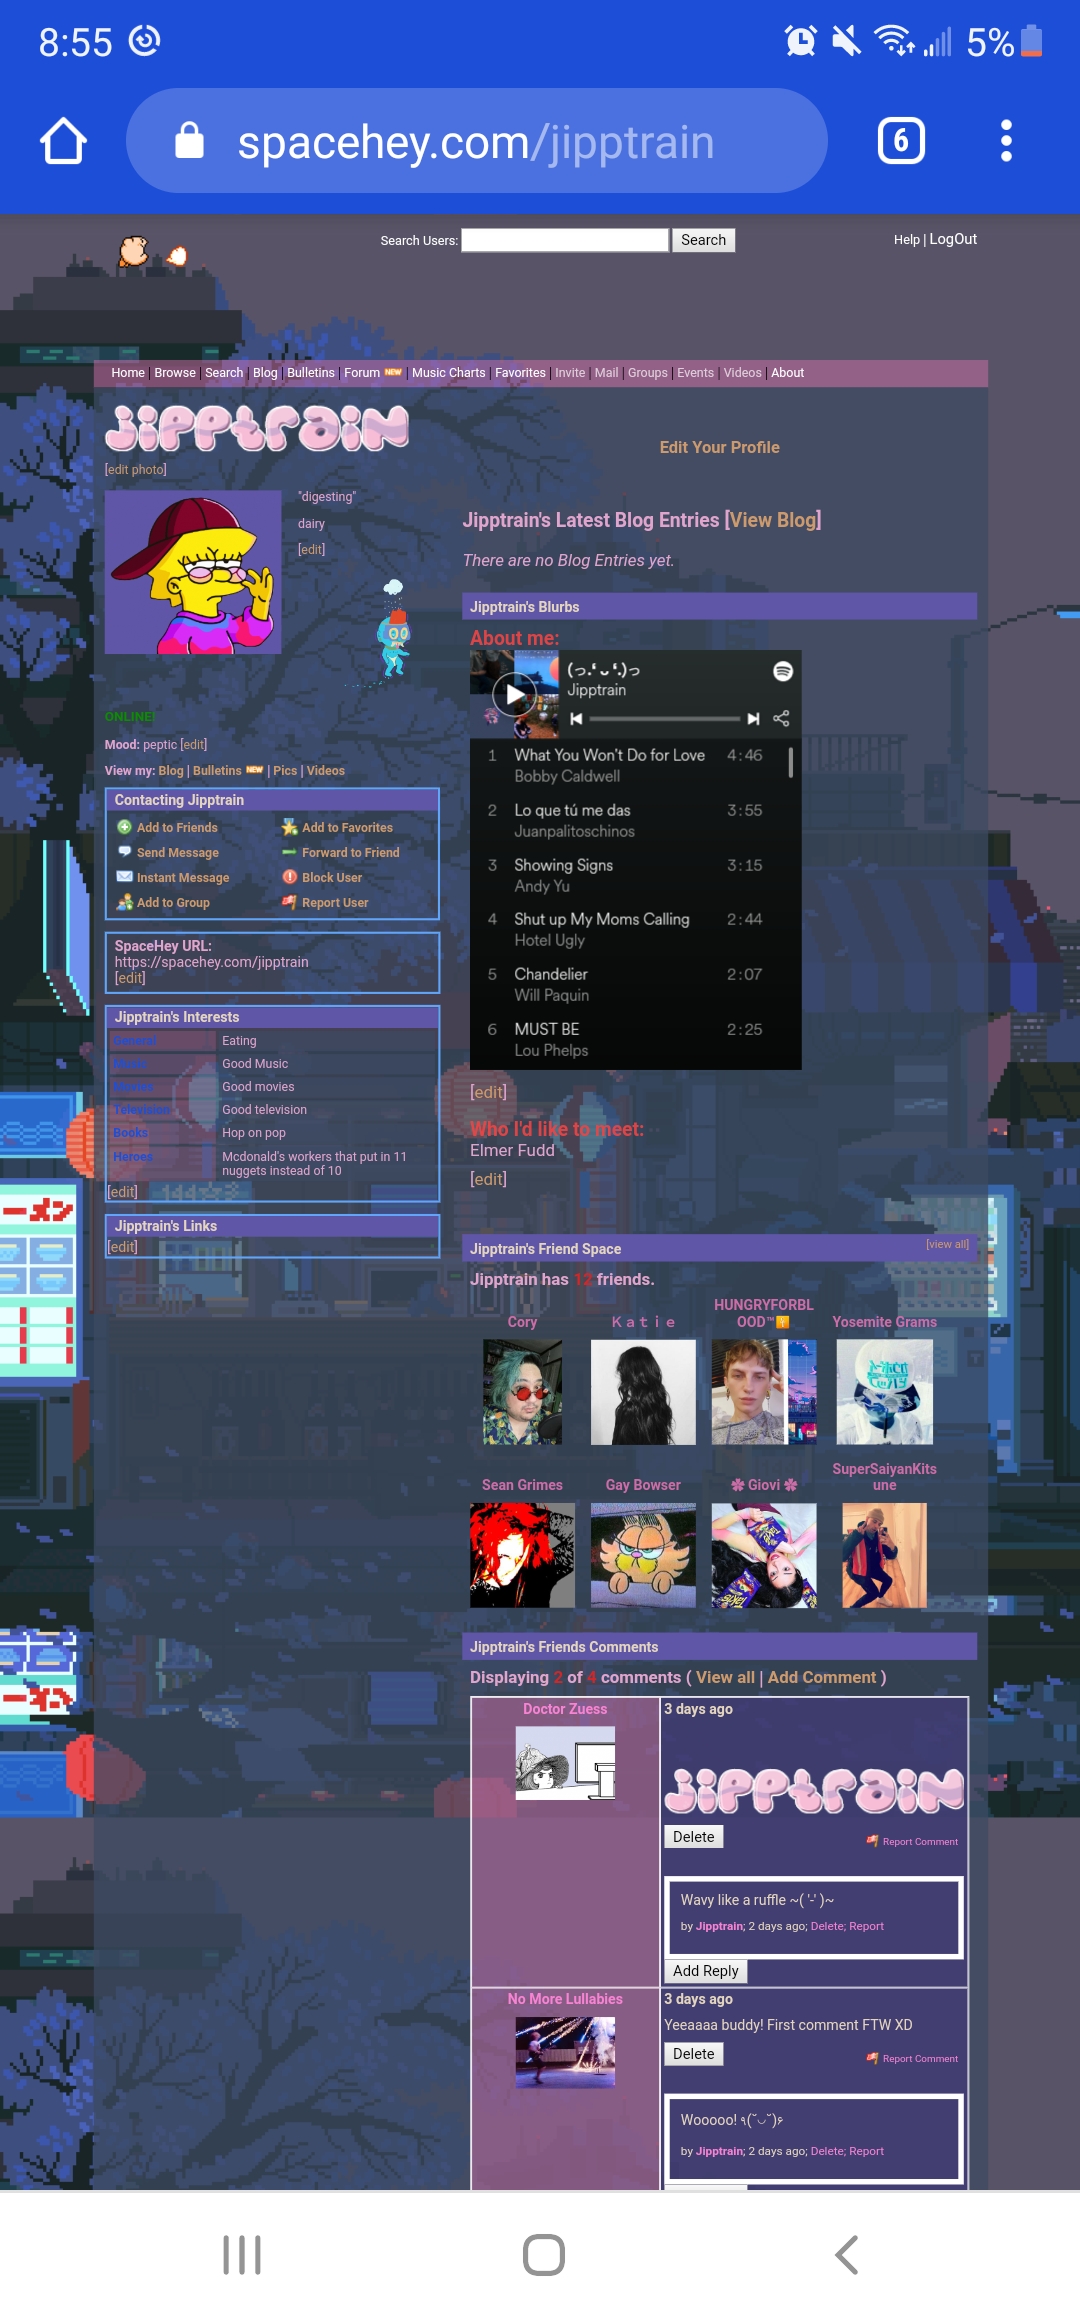 8:55
5%
spacehey.com/jipptrain
6
Search Users:
Search
Help | LogOut
Home | Browse | Search | Blog | Bulletins | Forum NEW | Music Charts | Favorites | Invite | Mail | Groups | Events | Videos | About
jipptrain
[edit photo]
Edit Your Profile
"digesting"
dairy
[edit]
ONLINE!
Mood: peptic [edit]
View my: Blog | Bulletins NEW | Pics | Videos
Contacting Jipptrain
Add to Friends
Add to Favorites
Send Message
Forward to Friend
Instant Message
Block User
Add to Group
Report User
SpaceHey URL:
https://spacehey.com/jipptrain
[edit]
Jipptrain's Interests
General Eating
Music Good Music
Movies Good movies
Television Good television
Books Hop on pop
Heroes Mcdonald's workers that put in 11
nuggets instead of 10
[edit]
Jipptrain's Links
[edit]
Jipptrain's Latest Blog Entries [View Blog]
There are no Blog Entries yet.
Jipptrain's Blurbs
About me:
(っ.❛ ᴗ ❛.)っ
Jipptrain
1 What You Won't Do for Love 4:46
Bobby Caldwell
2 Lo que tú me das 3:55
Juanpalitoschinos
3 Showing Signs 3:15
Andy Yu
4 Shut up My Moms Calling 2:44
Hotel Ugly
5 Chandelier 2:07
Will Paquin
6 MUST BE 2:25
Lou Phelps
[edit]
Who I'd like to meet:
Elmer Fudd
[edit]
Jipptrain's Friend Space
[view all]
Jipptrain has 12 friends.
Cory
Ｋａｔｉｅ
HUNGRYFORBL
OOD™
Yosemite Grams
Sean Grimes
Gay Bowser
✽ Giovi ✽
SuperSaiyanKits
une
Jipptrain's Friends Comments
Displaying 2 of 4 comments ( View all | Add Comment )
Doctor Zuess
3 days ago
jipptrain
Delete
Report Comment
Wavy like a ruffle ~( '-' )~
by Jipptrain; 2 days ago; Delete; Report
Add Reply
No More Lullabies
3 days ago
Yeeaaaa buddy! First comment FTW XD
Delete
Report Comment
Wooooo! ٩(˘◡˘)۶
by Jipptrain; 2 days ago; Delete; Report